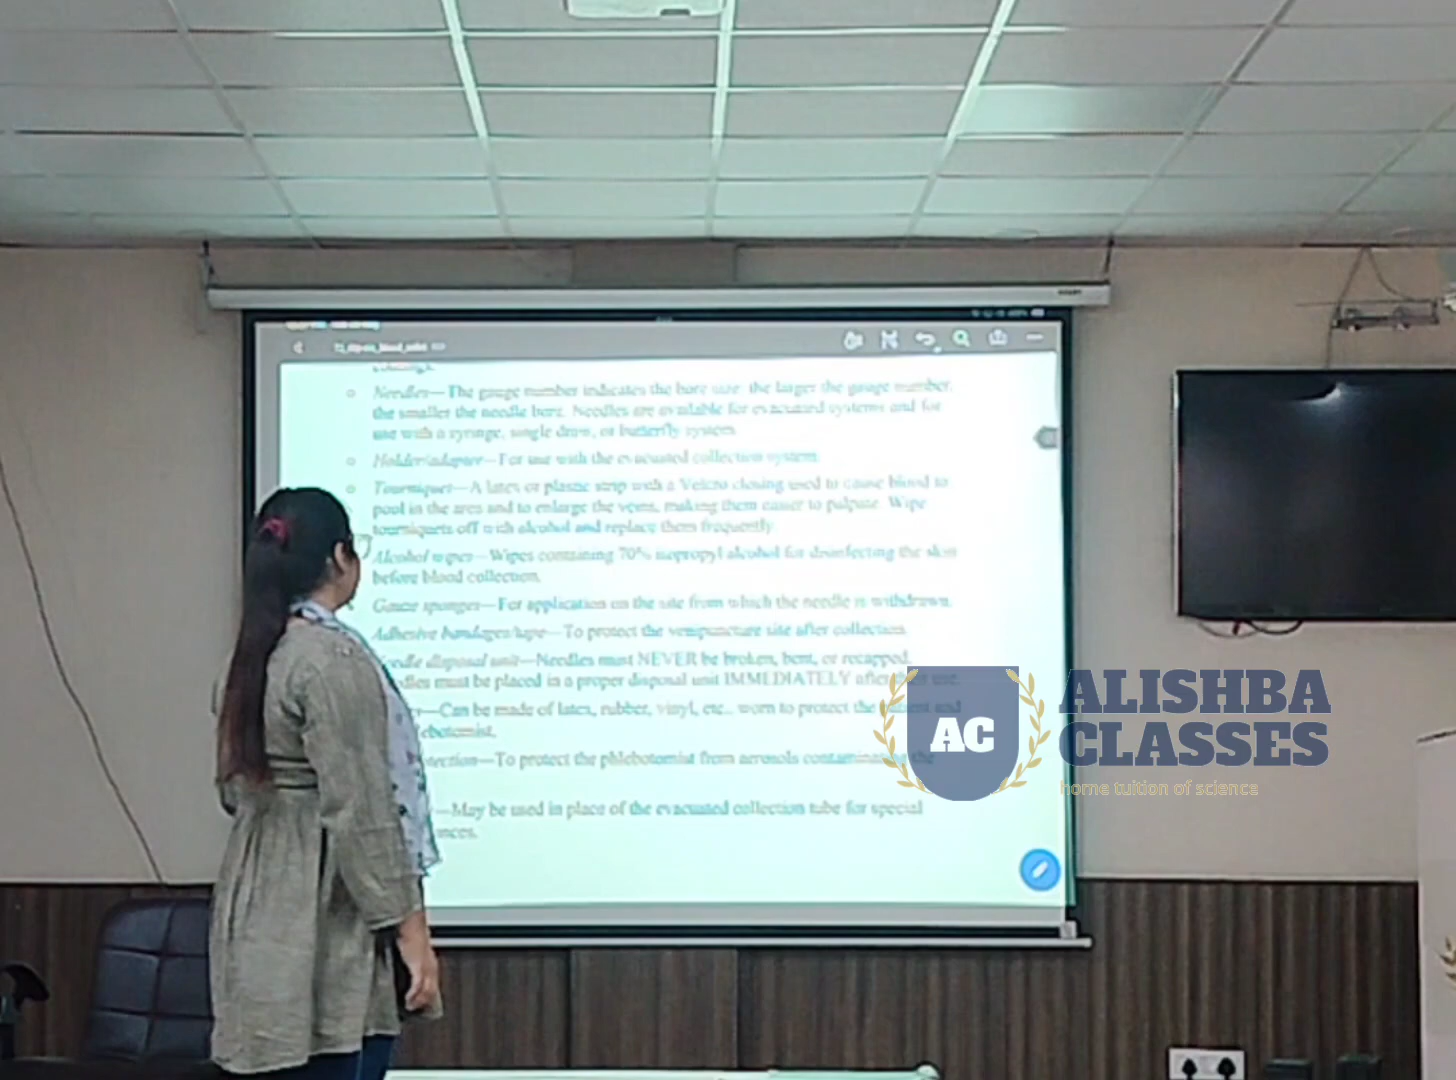 Needles—The gauge number indicates the bore size: the larger the gauge number,
the smaller the needle bore. Needles are available for evacuated systems and for
use with a syringe, single draw, or butterfly system.
Holder/adapter—For use with the evacuated collection system.
Tourniquet—A latex or plastic strip with a Velcro closing used to cause blood to
pool in the area and to enlarge the veins, making them easier to palpate. Wipe
tourniquets off with alcohol and replace them frequently.
Alcohol wipes—Wipes containing 70% isopropyl alcohol for disinfecting the skin
before blood collection.
Gauze sponges—For application on the site from which the needle is withdrawn.
Adhesive bandages/tape—To protect the venipuncture site after collection.
disposal unit—Needles must NEVER be broken, bent, or recapped.
must be placed in a proper disposal unit IMMEDIATELY after their use.
—Can be made of latex, rubber, vinyl, etc., worn to protect the patient and
—To protect the phlebotomist from aerosols contaminating the
—May be used in place of the evacuated collection tube for special
AC
ALISHBA
CLASSES
home tuition of science